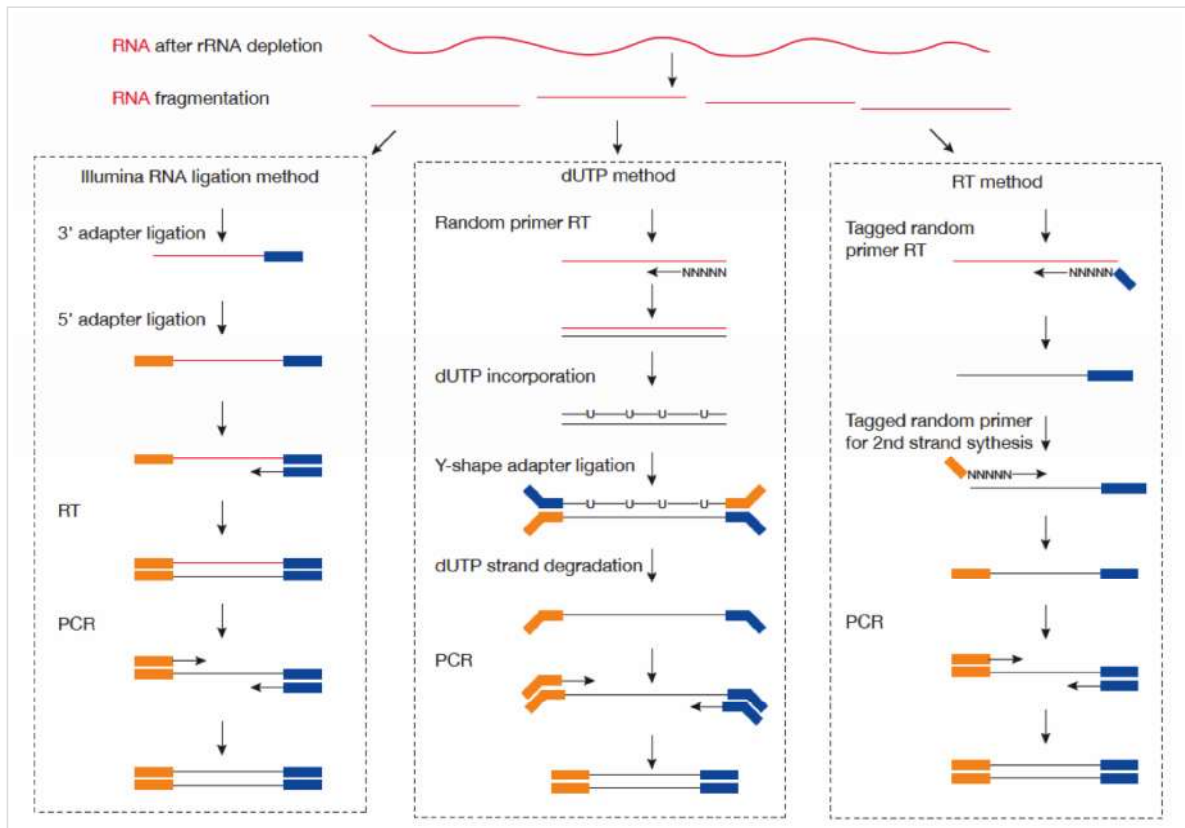 RNA after rRNA depletion
RNA fragmentation
Illumina RNA ligation method
3' adapter ligation
5' adapter ligation
RT
PCR
dUTP method
Random primer RT
NNNNN
dUTP incorporation
U U U U
Y-shape adapter ligation
U U U U
dUTP strand degradation
PCR
RT method
Tagged random
primer RT
NNNNN
Tagged random primer
for 2nd strand sythesis
NNNNN
PCR